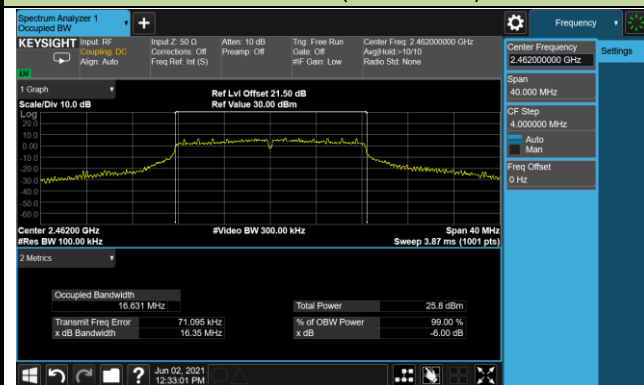 Spectrum Analyzer 1
Occupied BW
Frequency
KEYSIGHT
Input: RF
Coupling: DC
Align: Auto
Input Z: 50 Ω
Corrections: Off
Freq Ref: Int (S)
Atten: 10 dB
Preamp: Off
Trig: Free Run
Gate: Off
#IF Gain: Low
Center Freq: 2.462000000 GHz
Avg|Hold:>10/10
Radio Std: None
LXI
Center Frequency
2.462000000 GHz
Settings
Span
40.000 MHz
CF Step
4.000000 MHz
Auto
Man
Freq Offset
0 Hz
1 Graph
Scale/Div 10.0 dB
Ref Lvl Offset 21.50 dB
Ref Value 30.00 dBm
Log
20.0
10.0
0.00
-10.0
-20.0
-30.0
-40.0
-50.0
-60.0
Center 2.46200 GHz
#Res BW 100.00 kHz
#Video BW 300.00 kHz
Span 40 MHz
Sweep 3.87 ms (1001 pts)
2 Metrics
Occupied Bandwidth
16.631 MHz
Total Power 25.8 dBm
Transmit Freq Error 71.095 kHz
% of OBW Power 99.00 %
x dB Bandwidth 16.35 MHz
x dB -6.00 dB
Jun 02, 2021
12:33:01 PM